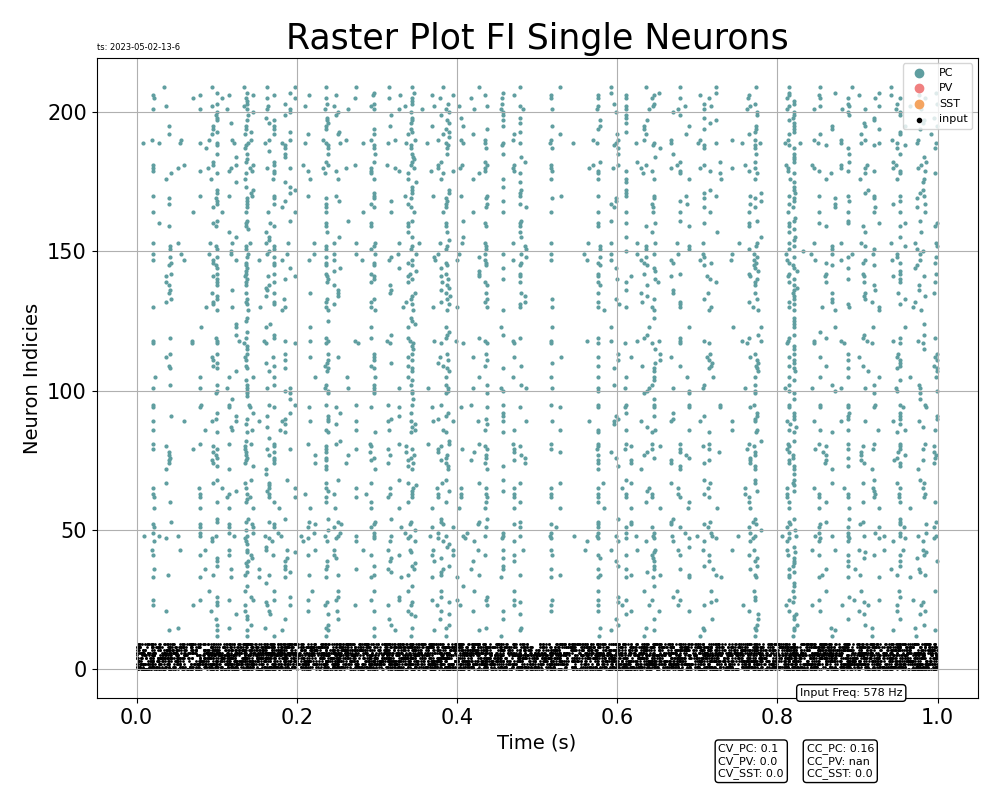 Raster Plot FI Single Neurons
ts: 2023-05-02-13-6
PC
PV
SST
input
200
150
100
50
0
Neuron Indicies
0.0 0.2 0.4 0.6 0.8 1.0
Time (s)
Input Freq: 578 Hz
CV_PC: 0.1
CV_PV: 0.0
CV_SST: 0.0
CC_PC: 0.16
CC_PV: nan
CC_SST: 0.0